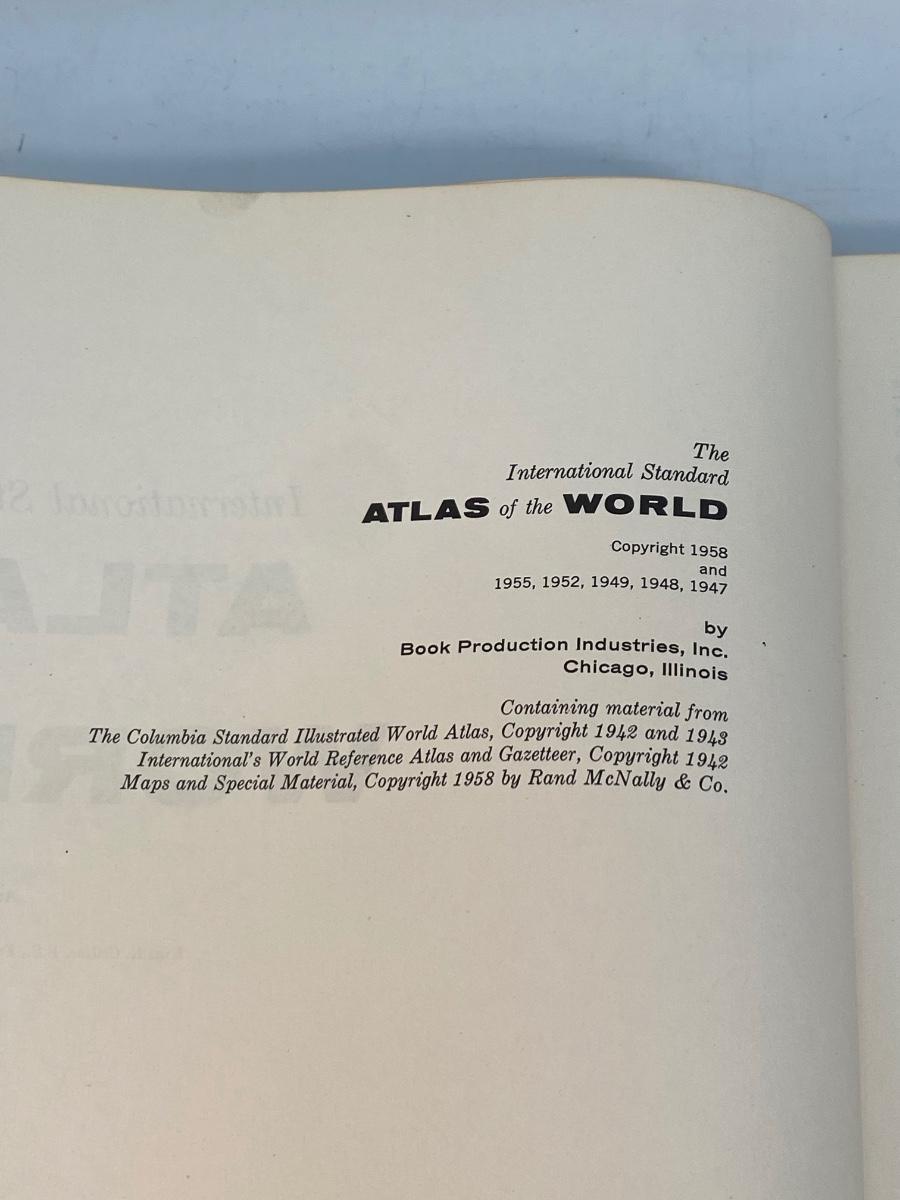 The
International Standard
ATLAS of the WORLD
Copyright 1958
and
1955, 1952, 1949, 1948, 1947
by
Book Production Industries, Inc.
Chicago, Illinois
Containing material from
The Columbia Standard Illustrated World Atlas, Copyright 1942 and 1943
International's World Reference Atlas and Gazetteer, Copyright 1942
Maps and Special Material, Copyright 1958 by Rand McNally & Co.